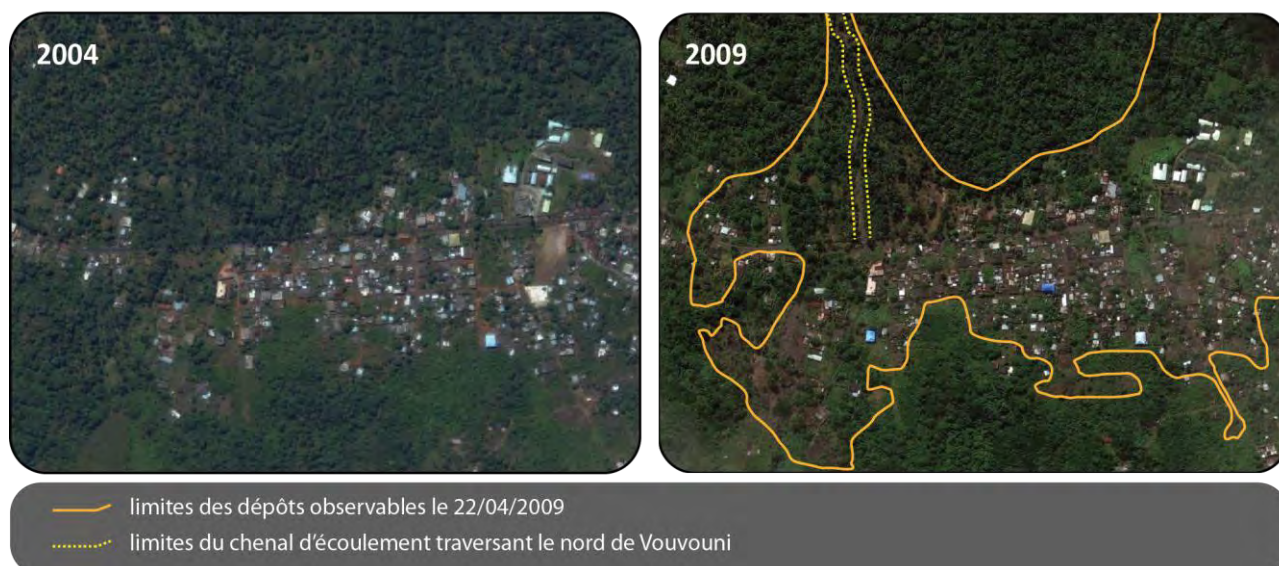 2004
2009
limites des dépôts observables le 22/04/2009
limites du chenal d'écoulement traversant le nord de Vouvouni